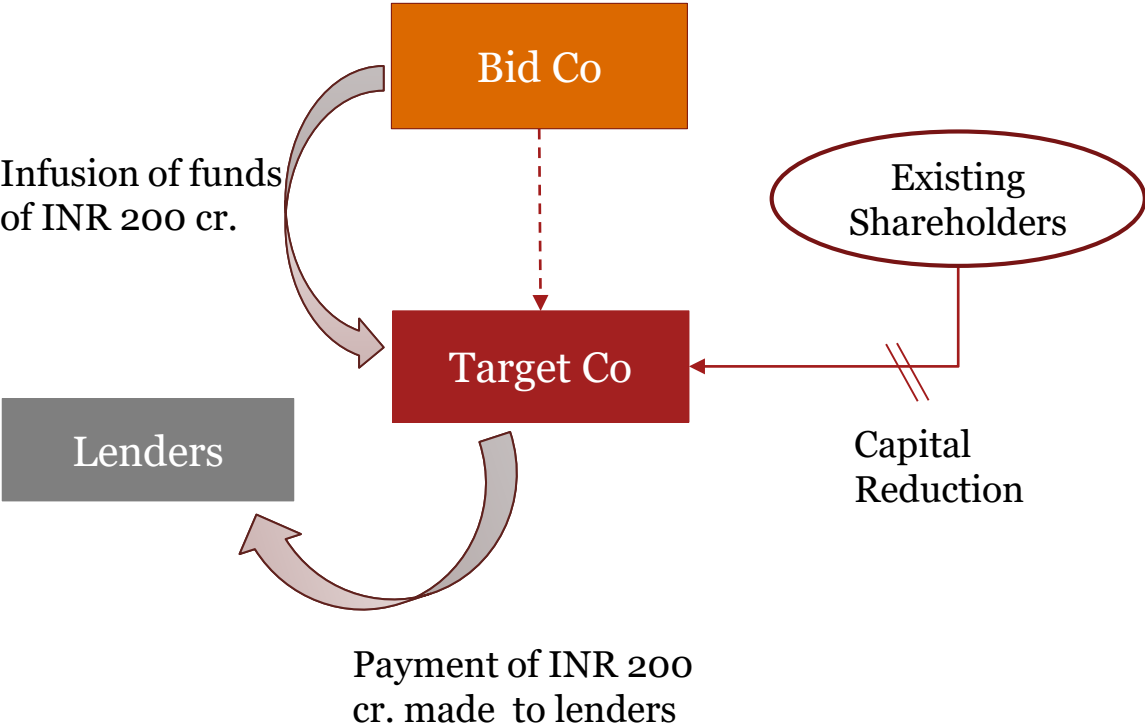 Bid Co
Infusion of funds
of INR 200 cr.
Existing
Shareholders
Target Co
Lenders
Capital
Reduction
Payment of INR 200
cr. made  to lenders